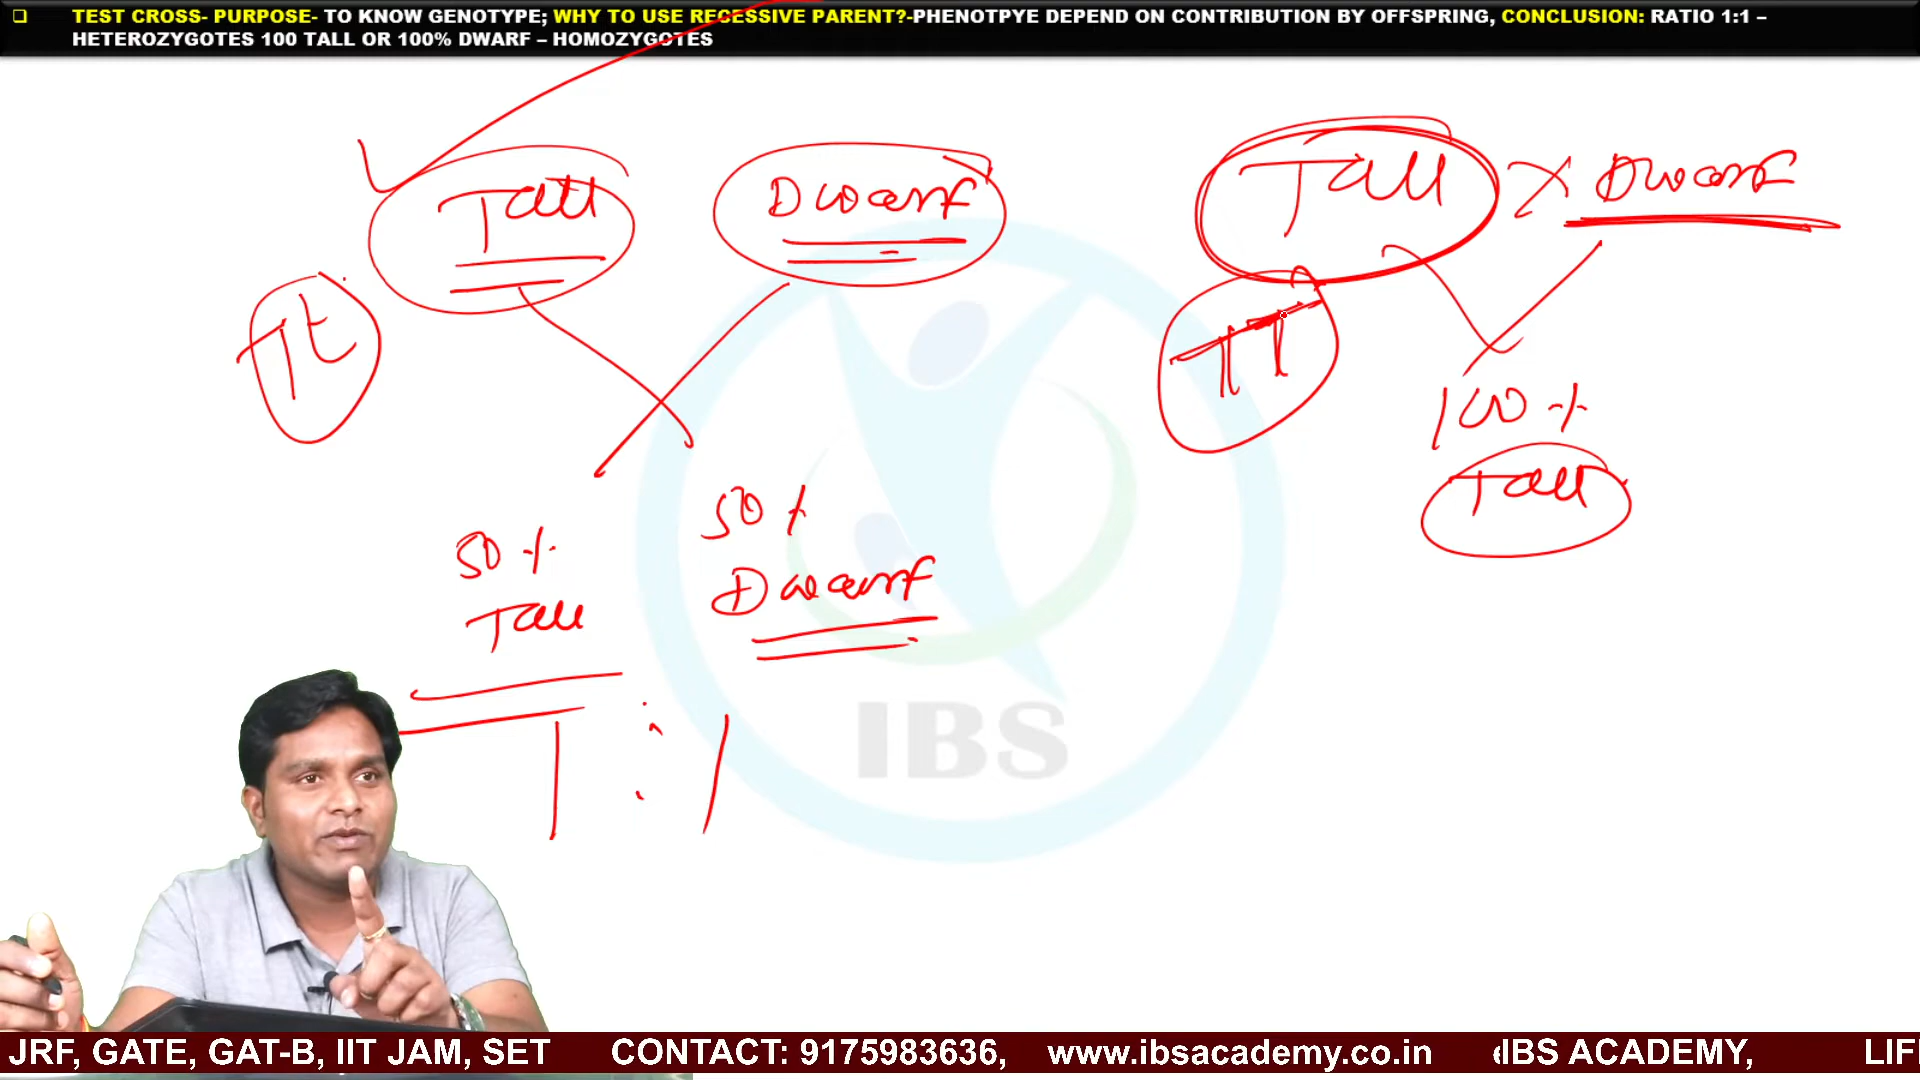 ❑ TEST CROSS- PURPOSE- TO KNOW GENOTYPE; WHY TO USE RECESSIVE PARENT?-PHENOTPYE DEPEND ON CONTRIBUTION BY OFFSPRING, CONCLUSION: RATIO 1:1 –
HETEROZYGOTES 100 TALL OR 100% DWARF – HOMOZYGOTES
Tall Dwarf
Tall X Dwarf
Tt
TT
100 %
Tall
50 %
Tall
50 %
Dwarf
1 : 1
IBS
JRF, GATE, GAT-B, IIT JAM, SET CONTACT: 9175983636, www.ibsacademy.co.in IBS ACADEMY, LIF